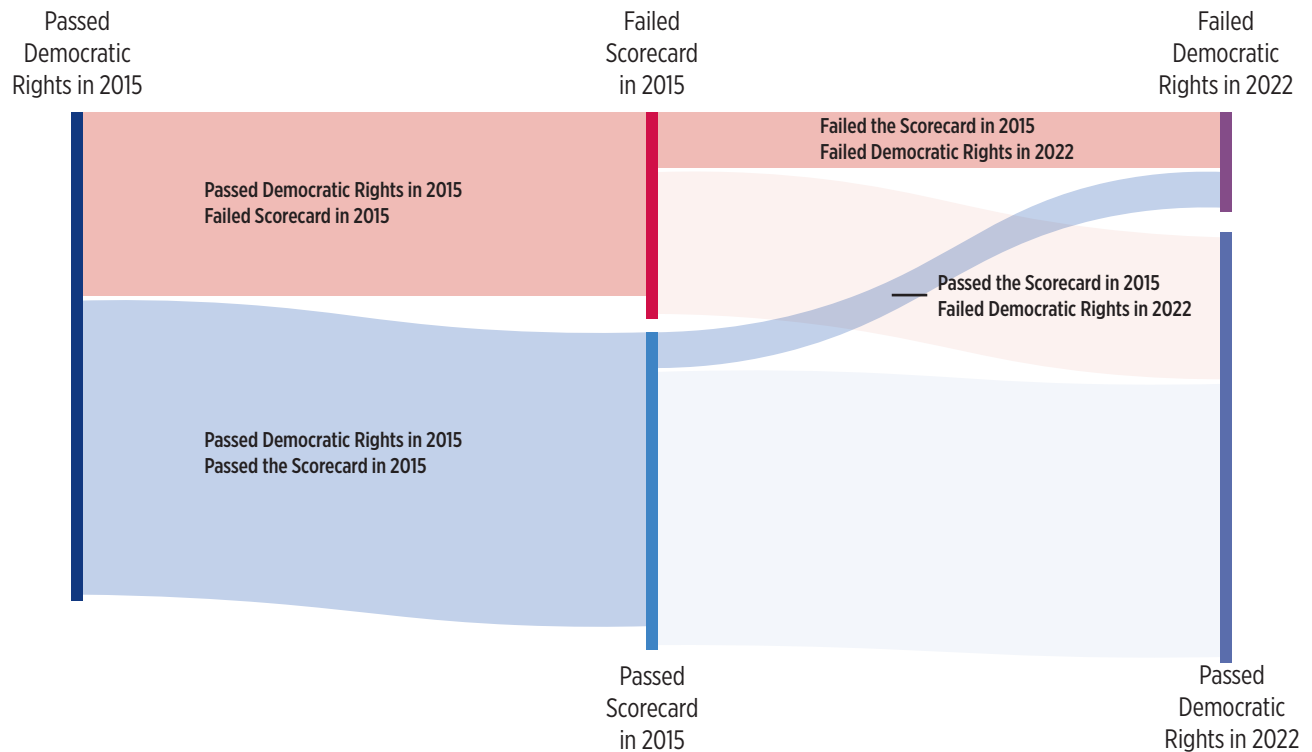 Passed
Democratic
Rights in 2015
Failed
Scorecard
in 2015
Failed
Democratic
Rights in 2022
Failed the Scorecard in 2015
Failed Democratic Rights in 2022
Passed Democratic Rights in 2015
Failed Scorecard in 2015
Passed the Scorecard in 2015
Failed Democratic Rights in 2022
Passed Democratic Rights in 2015
Passed the Scorecard in 2015
Passed
Scorecard
in 2015
Passed
Democratic
Rights in 2022